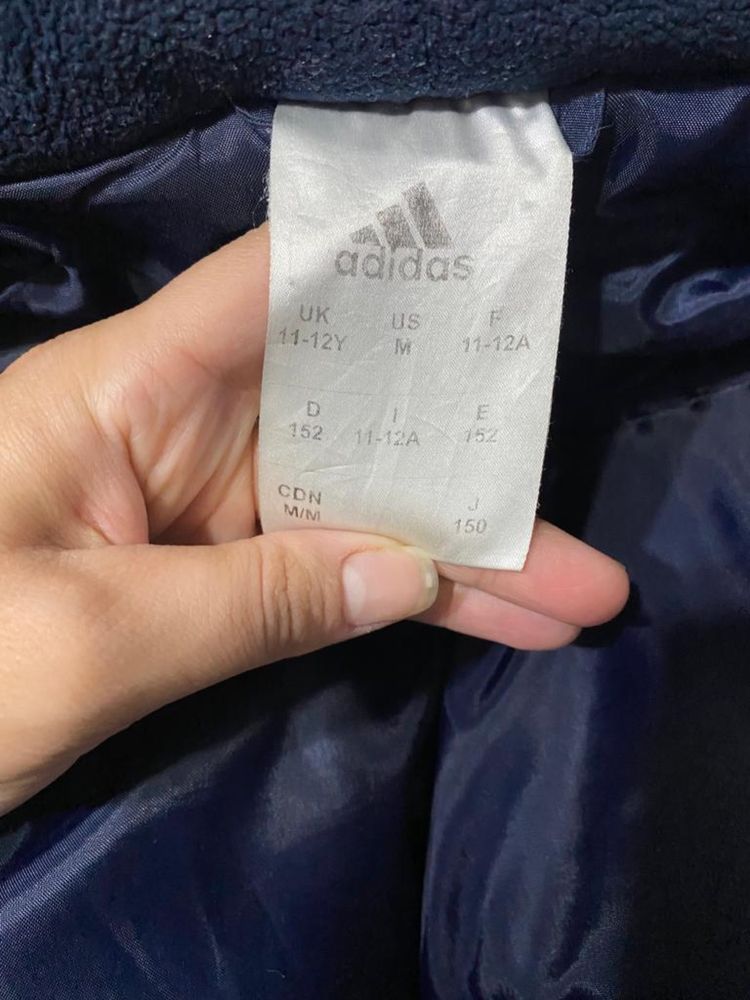 adidas
UK US F
11-12Y M 11-12A
D I E
152 11-12A 152
CDN J
M/M 150